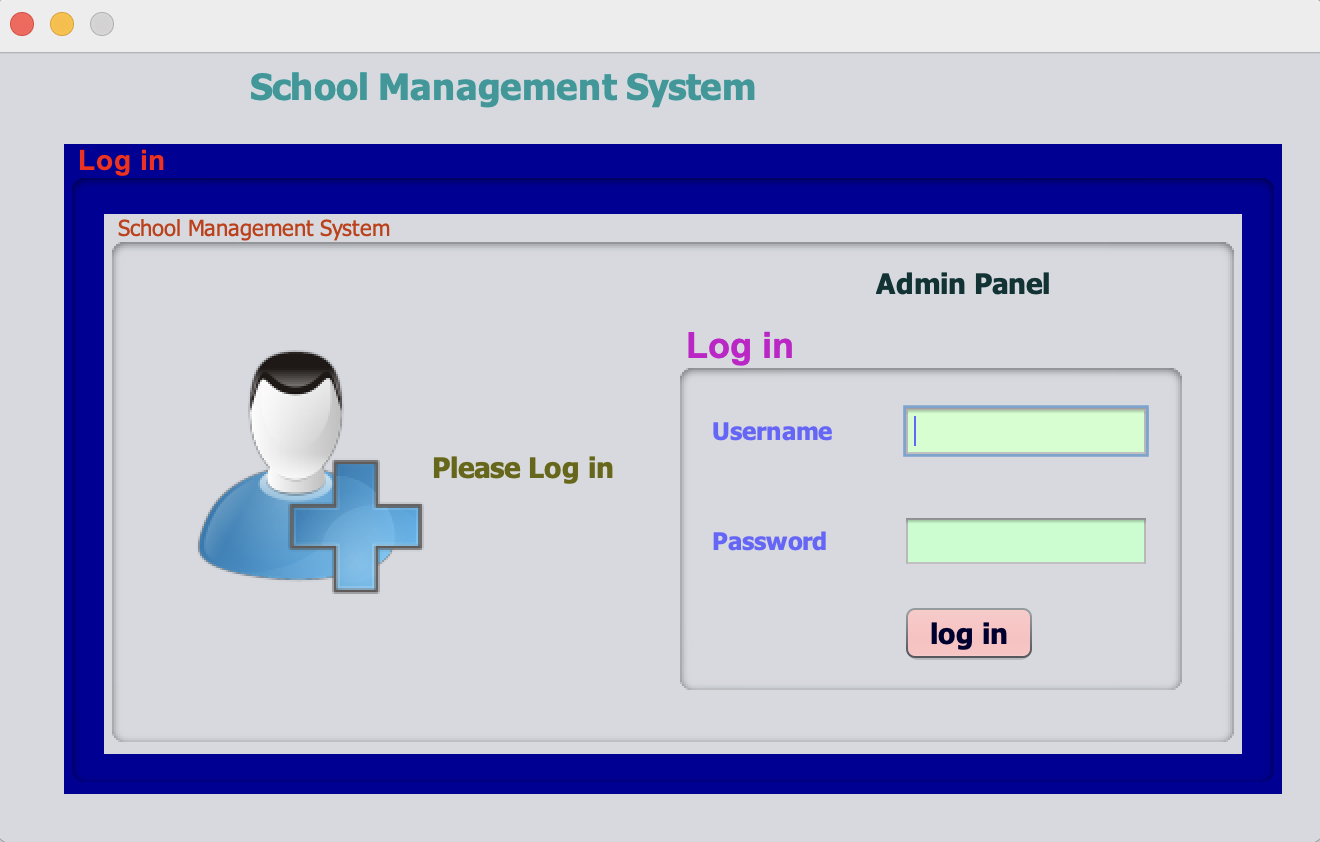 School Management System
Log in
School Management System
Admin Panel
Log in
Username
Please Log in
Password
log in